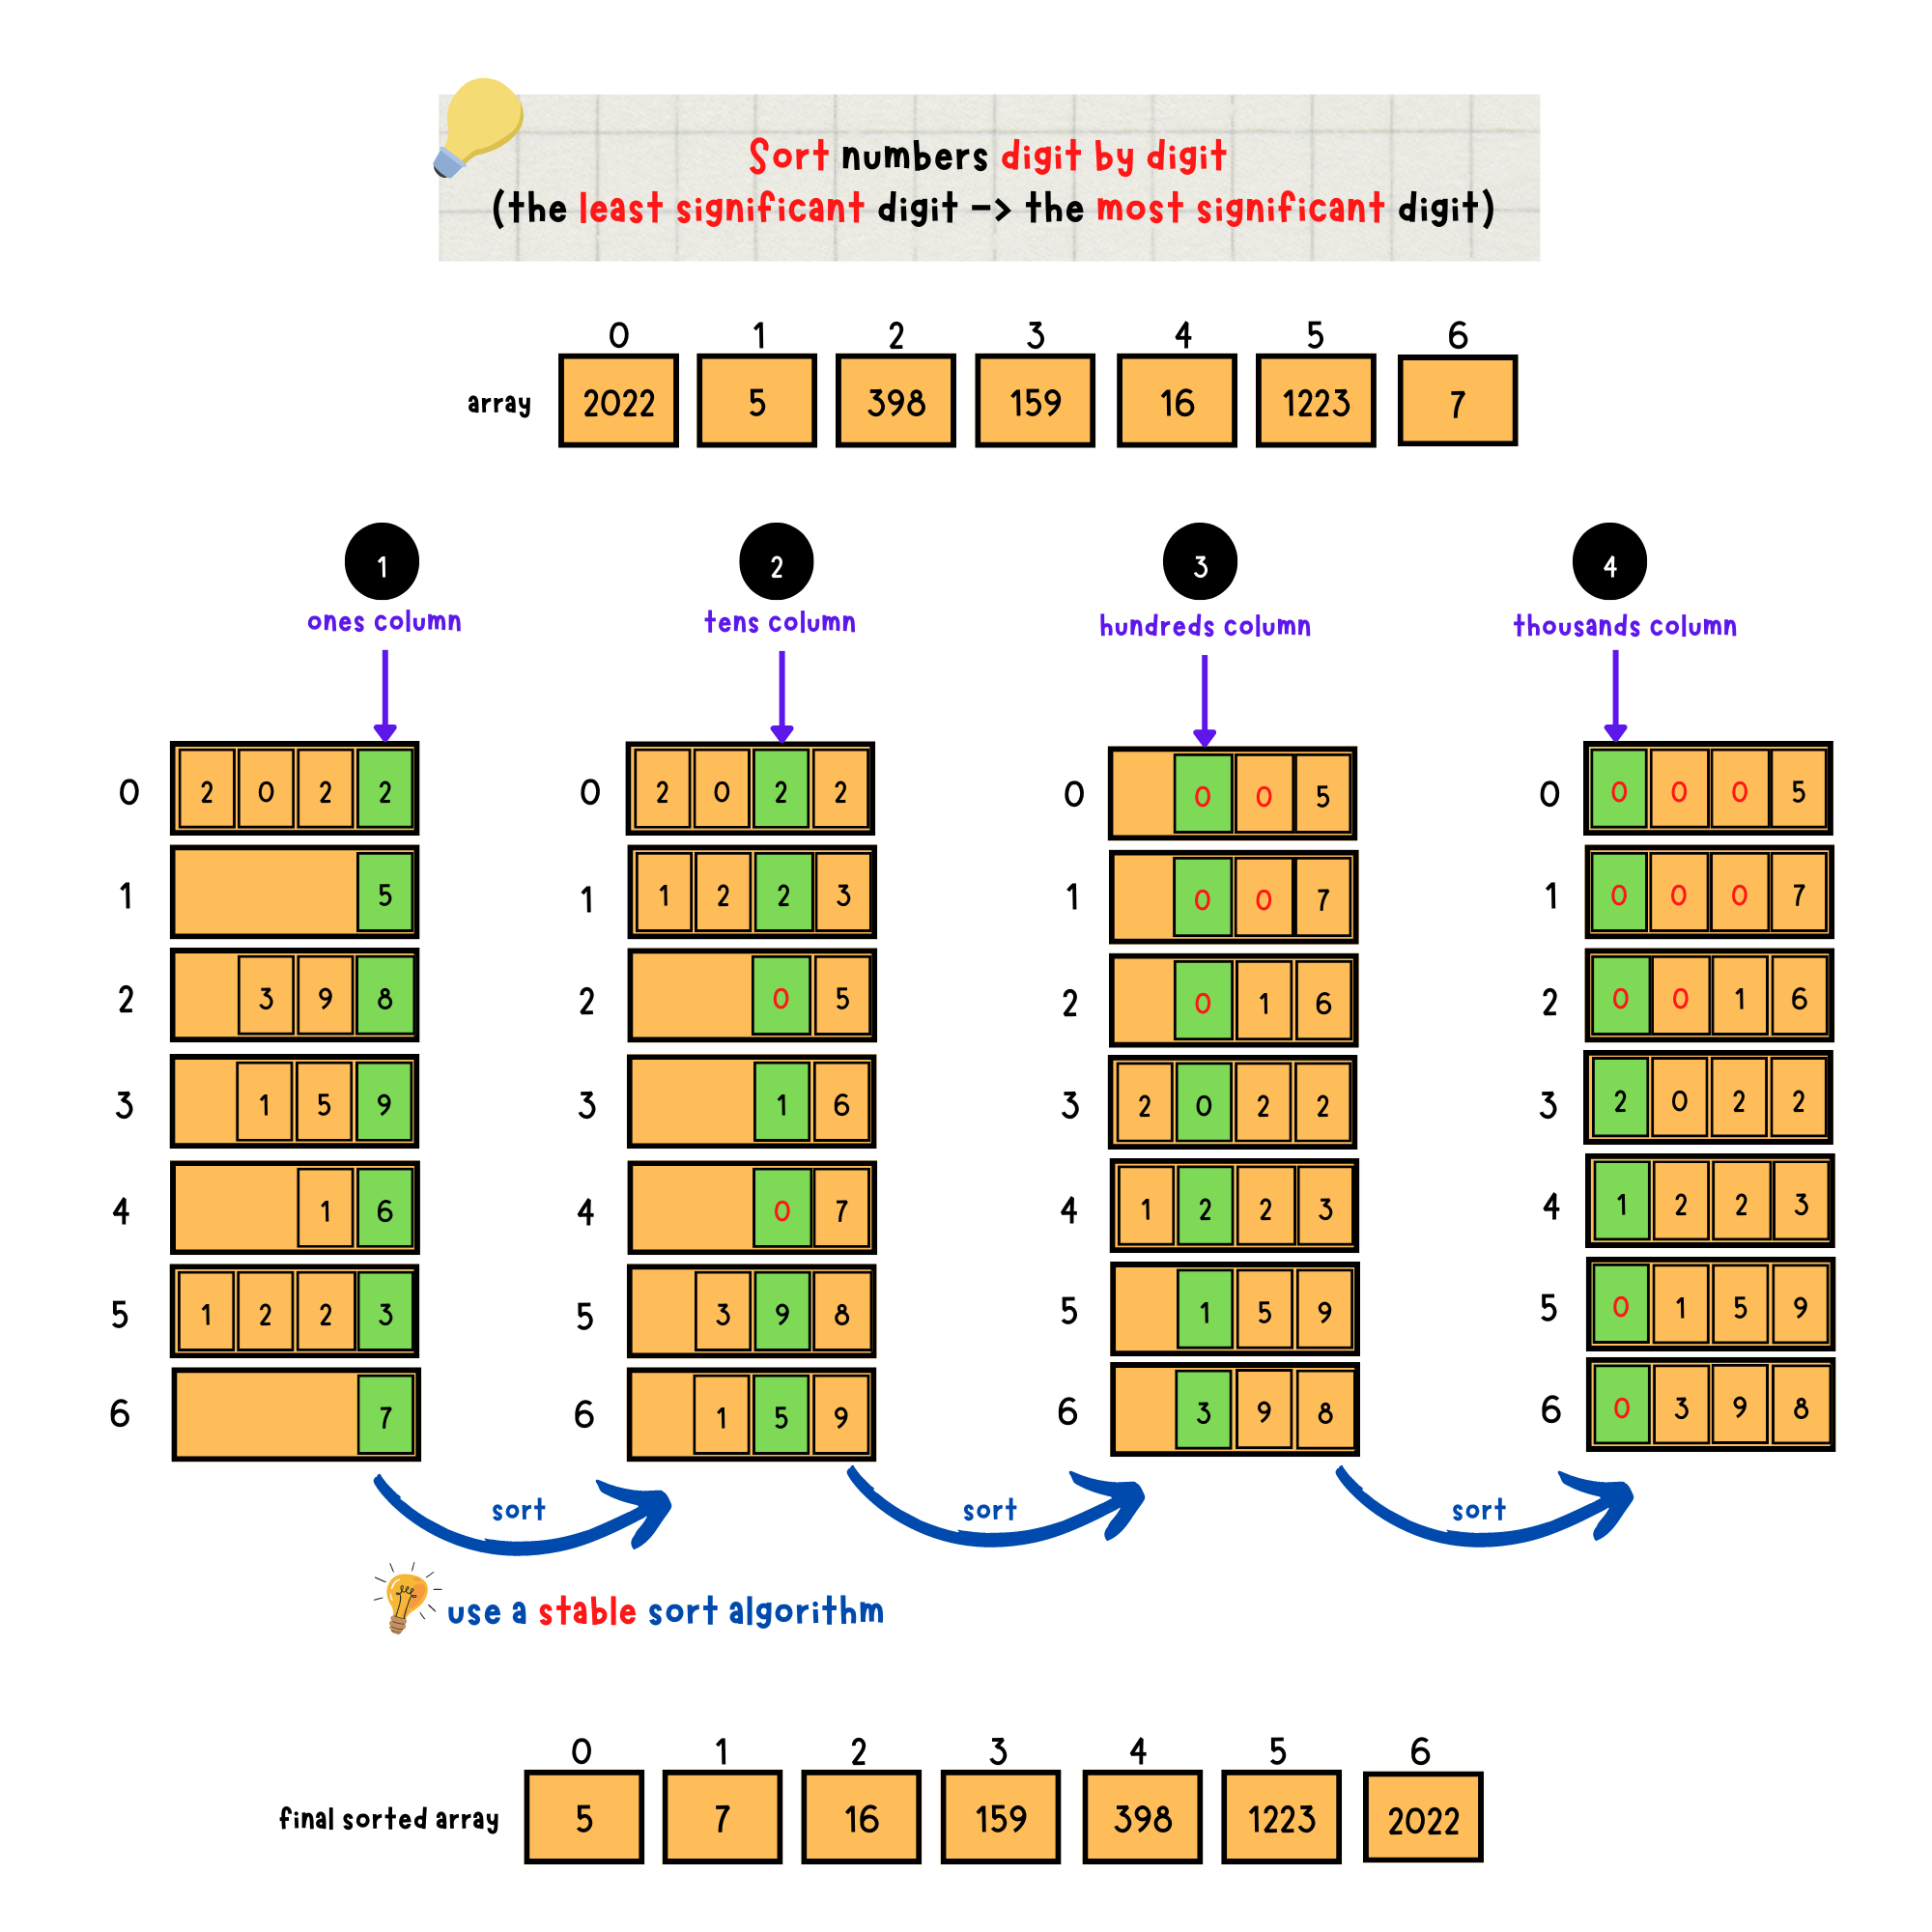 Sort numbers digit by digit
(the least significant digit -> the most significant digit)
0 1 2 3 4 5 6
array 2022 5 398 159 16 1223 7
1 2 3 4
ones column tens column hundreds column thousands column
0 2 0 2 2 0 2 0 2 2 0 0 0 5 0 0 0 0 5
1 5 1 1 2 2 3 1 0 0 7 1 0 0 0 7
2 3 9 8 2 0 5 2 0 1 6 2 0 0 1 6
3 1 5 9 3 1 6 3 2 0 2 2 3 2 0 2 2
4 1 6 4 0 7 4 1 2 2 3 4 1 2 2 3
5 1 2 2 3 5 3 9 8 5 1 5 9 5 0 1 5 9
6 7 6 1 5 9 6 3 9 8 6 0 3 9 8
sort sort sort
use a stable sort algorithm
0 1 2 3 4 5 6
final sorted array 5 7 16 159 398 1223 2022